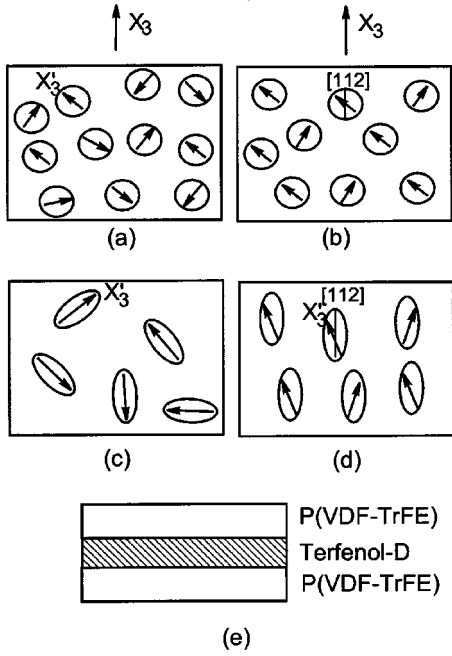 X3
X3
X'3
[112]
(a)
(b)
X'3
[112]
X'3
(c)
(d)
P(VDF-TrFE)
Terfenol-D
P(VDF-TrFE)
(e)